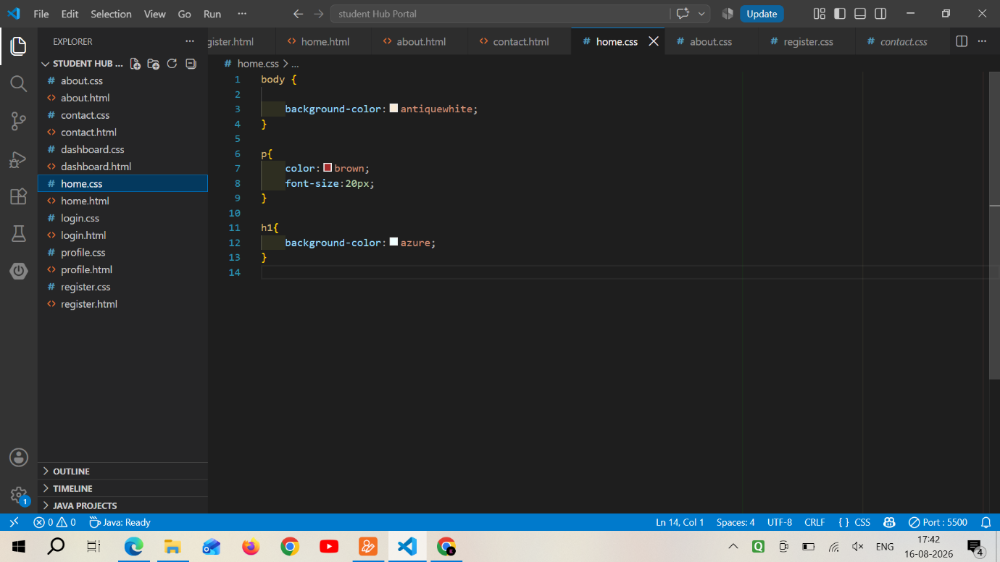 File Edit Selection View Go Run ··· student Hub Portal Update
EXPLORER ···
gister.html home.html about.html contact.html home.css about.css register.css contact.css ···
STUDENT HUB ...
about.css
about.html
contact.css
contact.html
dashboard.css
dashboard.html
home.css
home.html
login.css
login.html
profile.css
profile.html
register.css
register.html
OUTLINE
TIMELINE
JAVA PROJECTS
1
home.css > ...
1 body {
2
3 background-color: antiquewhite;
4 }
5
6 p{
7 color: brown;
8 font-size:20px;
9 }
10
11 h1{
12 background-color: azure;
13 }
14
0 0 Java: Ready Ln 14, Col 1 Spaces: 4 UTF-8 CRLF { } CSS Port : 5500
ENG 17:42
16-08-2026 4